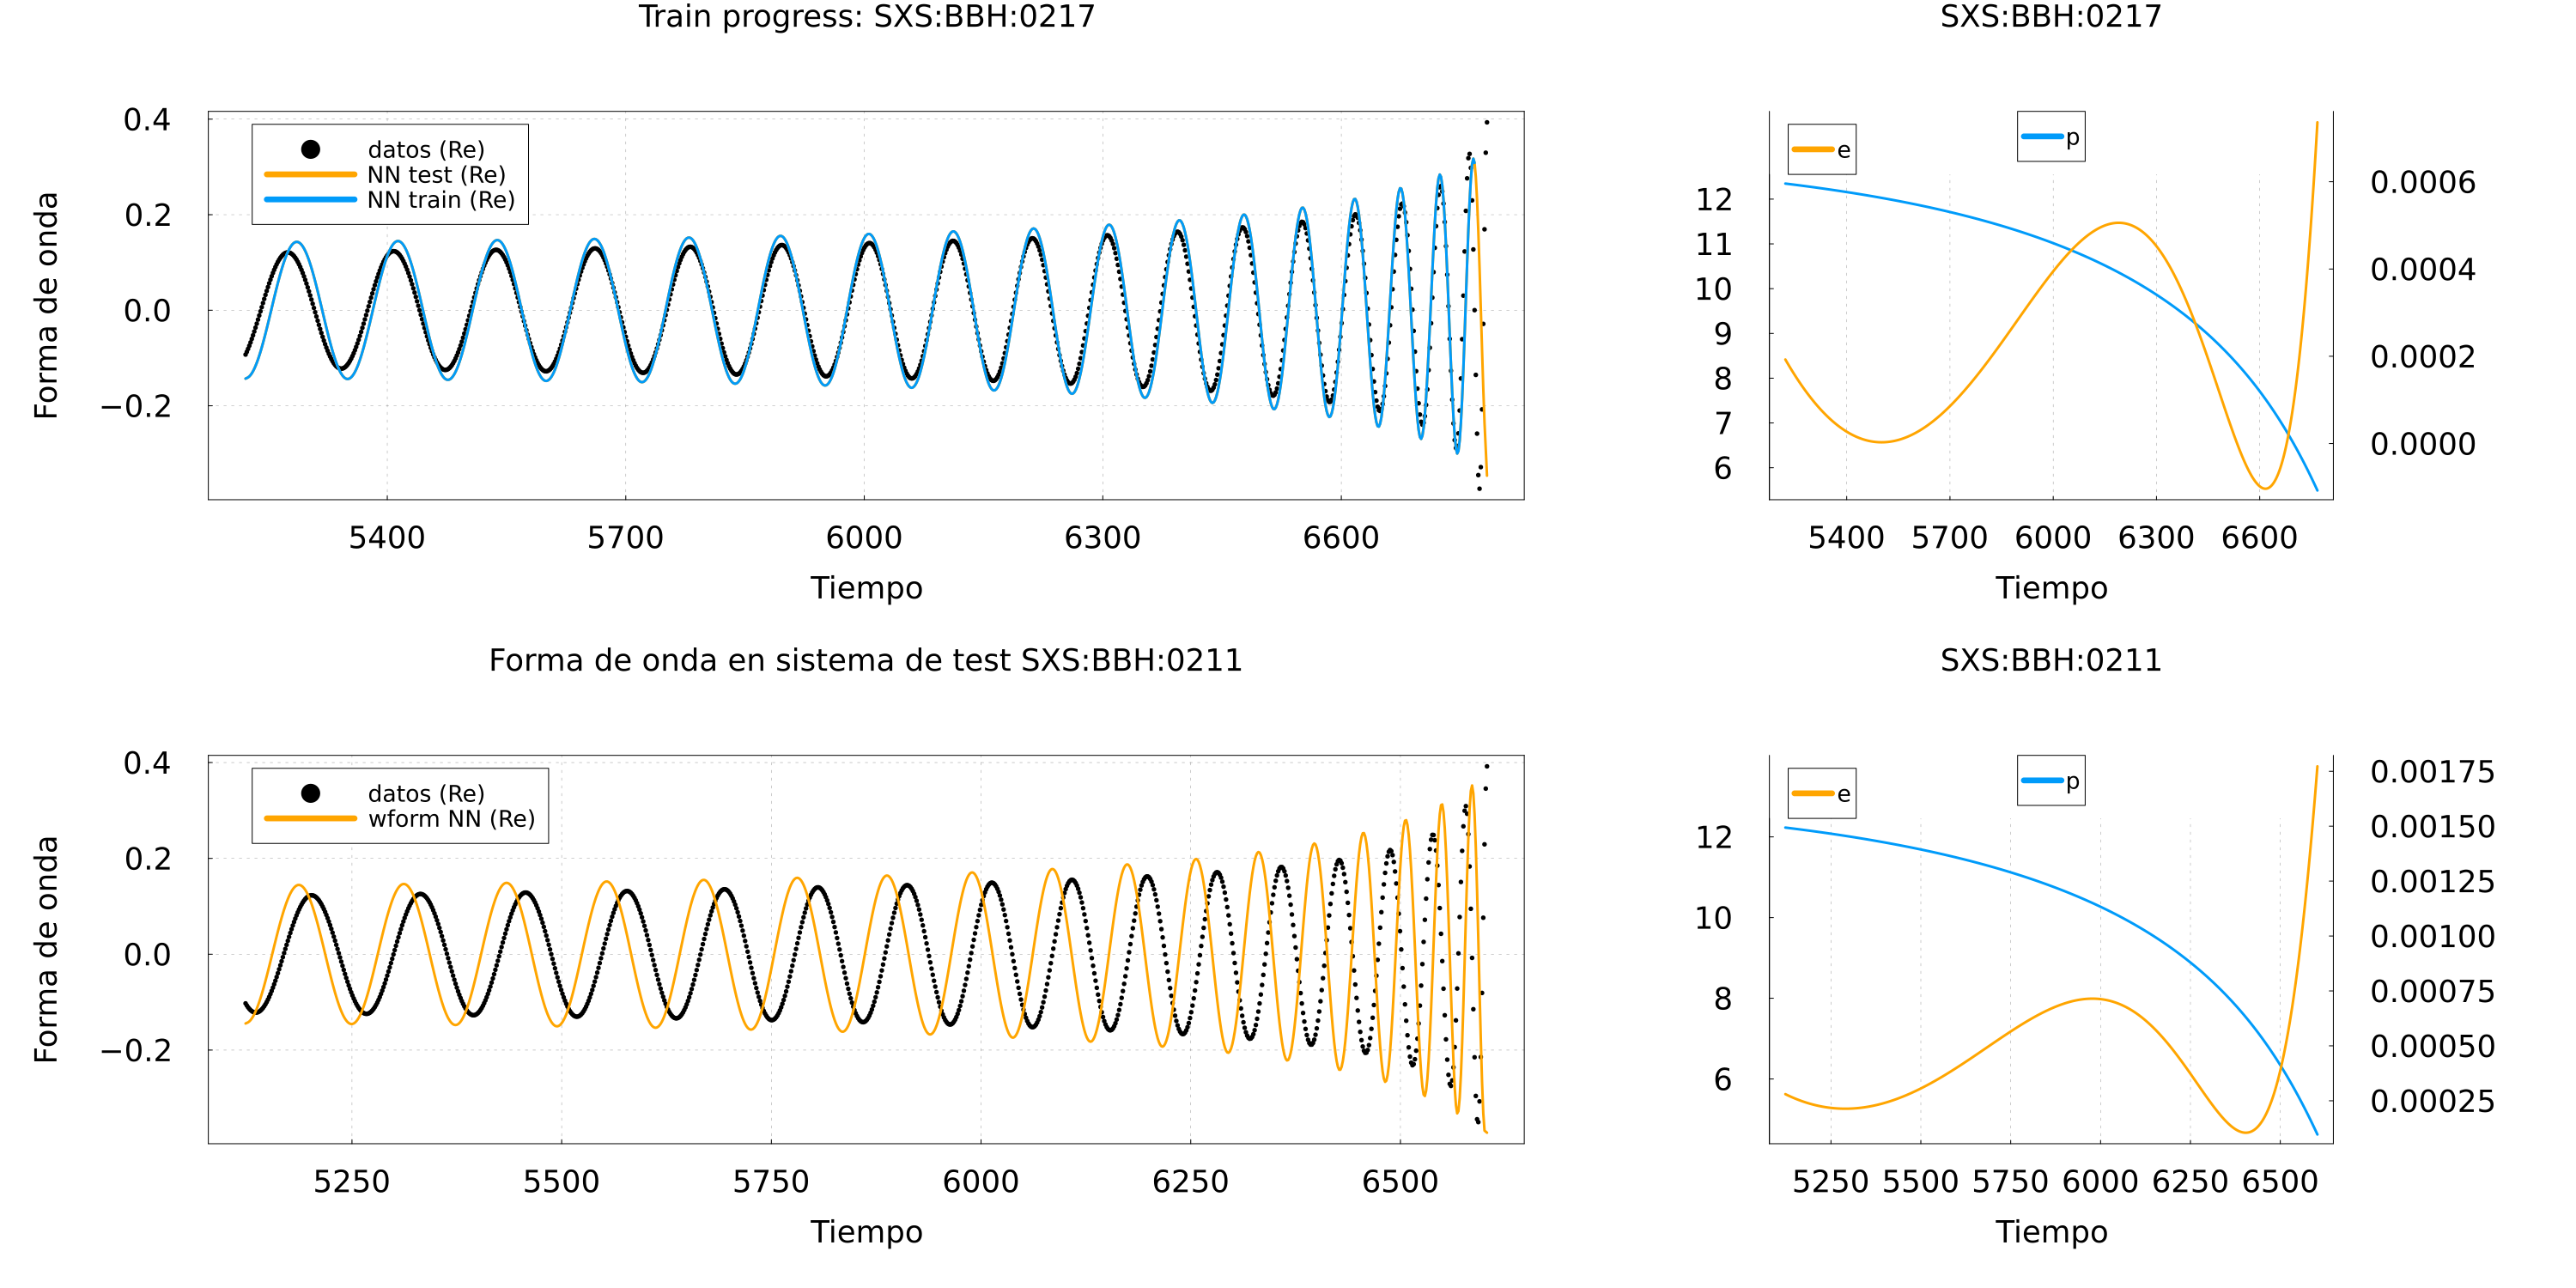 Train progress: SXS:BBH:0217
Forma de onda
0.4
0.2
0.0
−0.2
datos (Re)
NN test (Re)
NN train (Re)
5400 5700 6000 6300 6600
Tiempo
SXS:BBH:0217
12
11
10
9
8
7
6
e
p
0.0006
0.0004
0.0002
0.0000
5400 5700 6000 6300 6600
Tiempo
Forma de onda en sistema de test SXS:BBH:0211
Forma de onda
0.4
0.2
0.0
−0.2
datos (Re)
wform NN (Re)
5250 5500 5750 6000 6250 6500
Tiempo
SXS:BBH:0211
12
10
8
6
e
p
0.00175
0.00150
0.00125
0.00100
0.00075
0.00050
0.00025
5250 5500 5750 6000 6250 6500
Tiempo